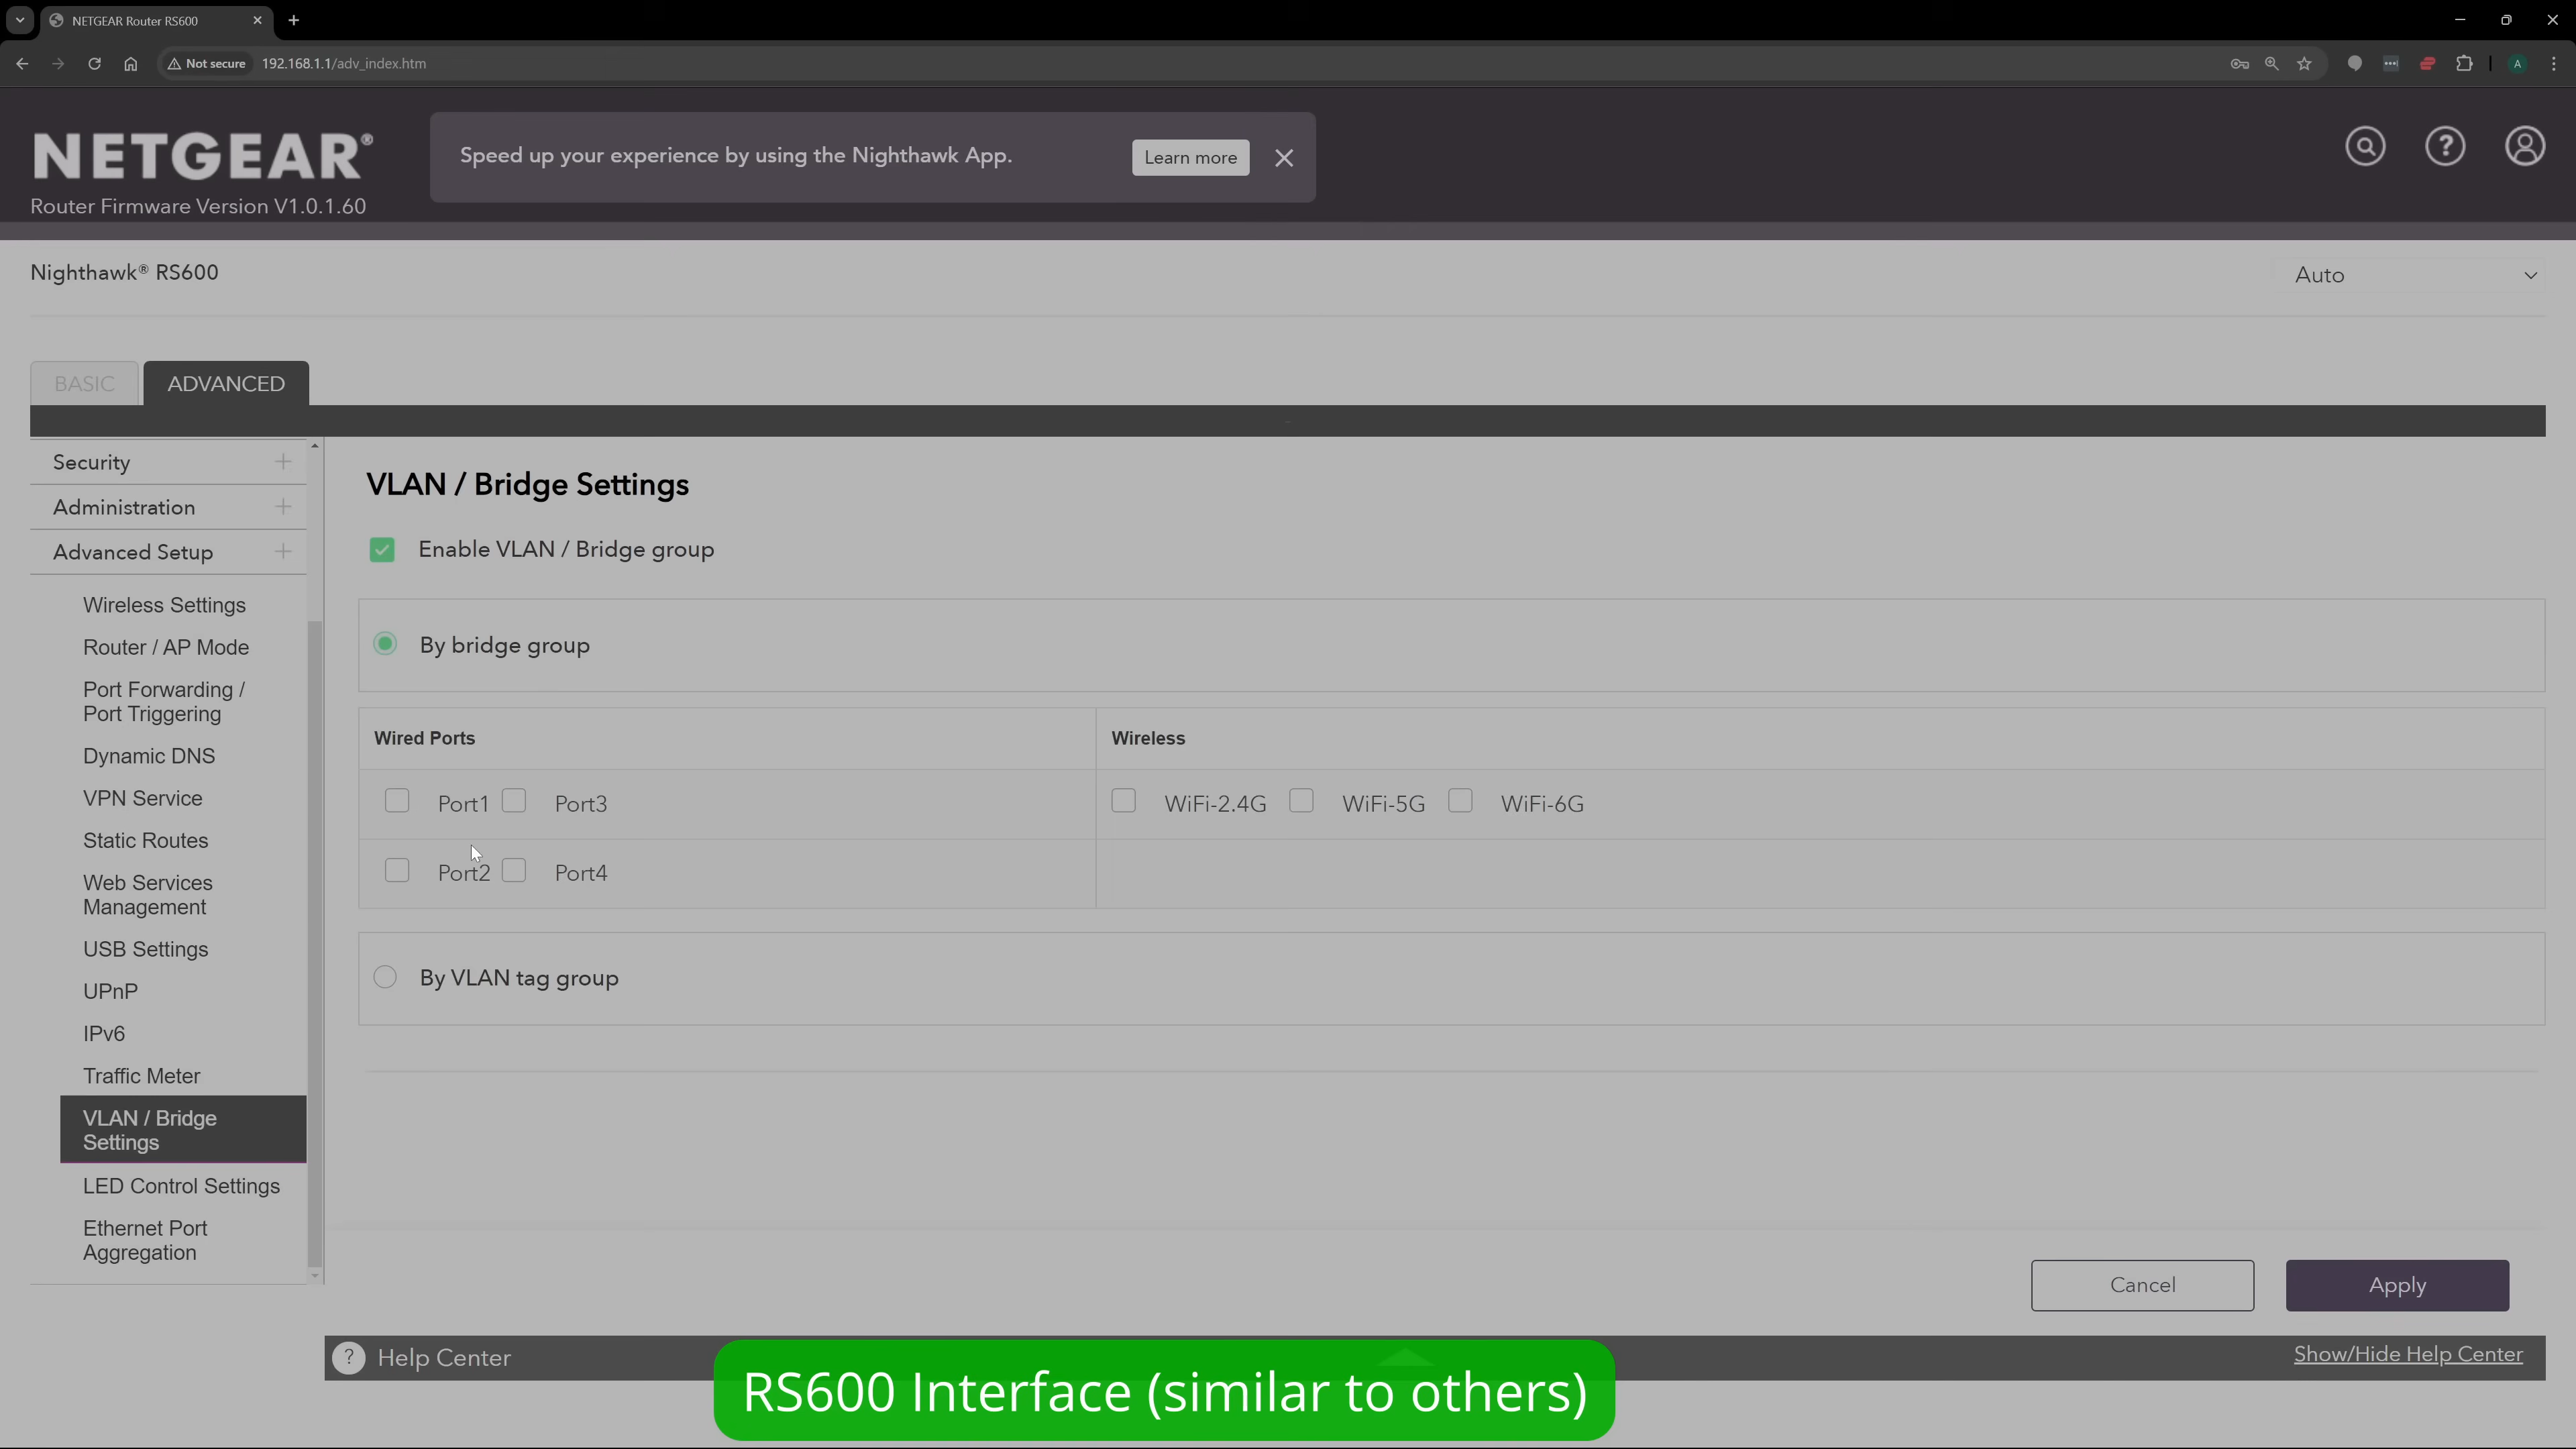 NETGEAR Router RS600
Not secure 192.168.1.1/adv_index.htm
A
NETGEAR®
Router Firmware Version V1.0.1.60
Speed up your experience by using the Nighthawk App.
Learn more
Nighthawk® RS600
Auto
BASIC
ADVANCED
Security
Administration
Advanced Setup
Wireless Settings
Router / AP Mode
Port Forwarding /
Port Triggering
Dynamic DNS
VPN Service
Static Routes
Web Services
Management
USB Settings
UPnP
IPv6
Traffic Meter
VLAN / Bridge
Settings
LED Control Settings
Ethernet Port
Aggregation
VLAN / Bridge Settings
Enable VLAN / Bridge group
By bridge group
Wired Ports
Wireless
Port1 Port3
WiFi-2.4G WiFi-5G WiFi-6G
Port2 Port4
By VLAN tag group
Cancel
Apply
? Help Center
Show/Hide Help Center
RS600 Interface (similar to others)